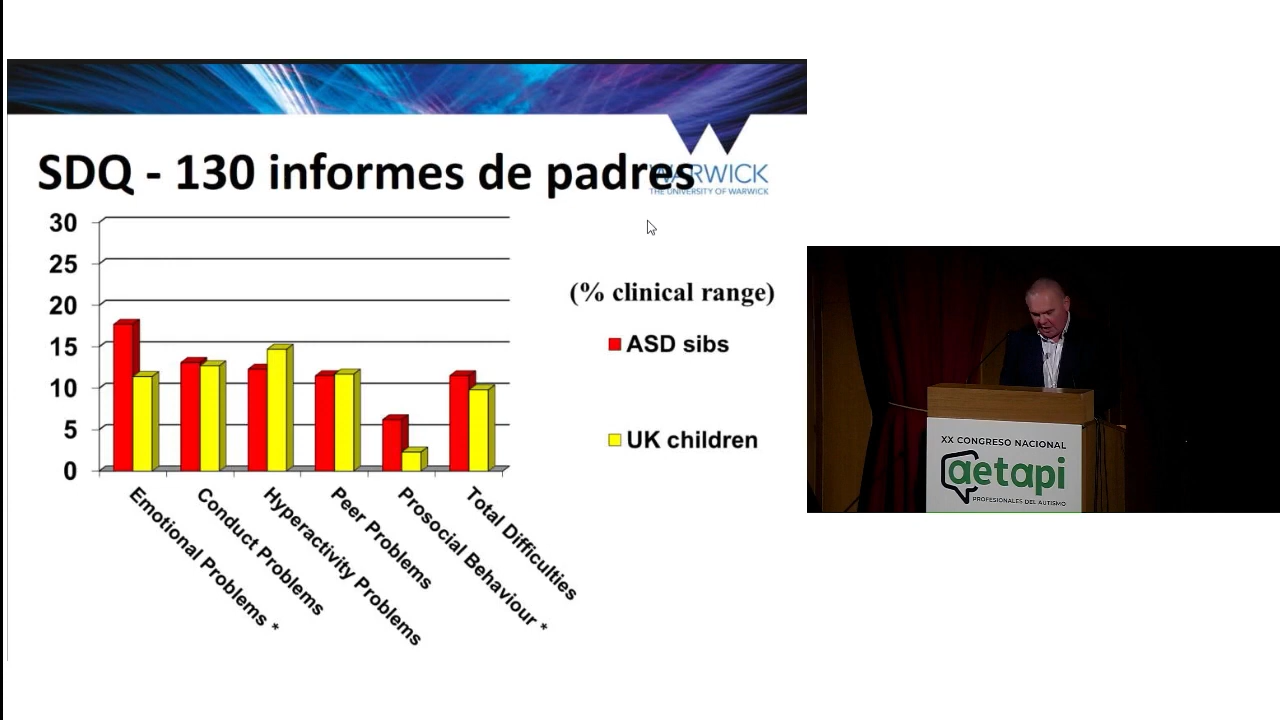 SDQ - 130 informes de padres
WARWICK
THE UNIVERSITY OF WARWICK
30
25
20
15
10
5
0
Emotional Problems *
Conduct Problems
Hyperactivity Problems
Peer Problems
Prosocial Behaviour *
Total Difficulties
(% clinical range)
ASD sibs
UK children
XX CONGRESO NACIONAL
aetapi
PROFESIONALES DEL AUTISMO